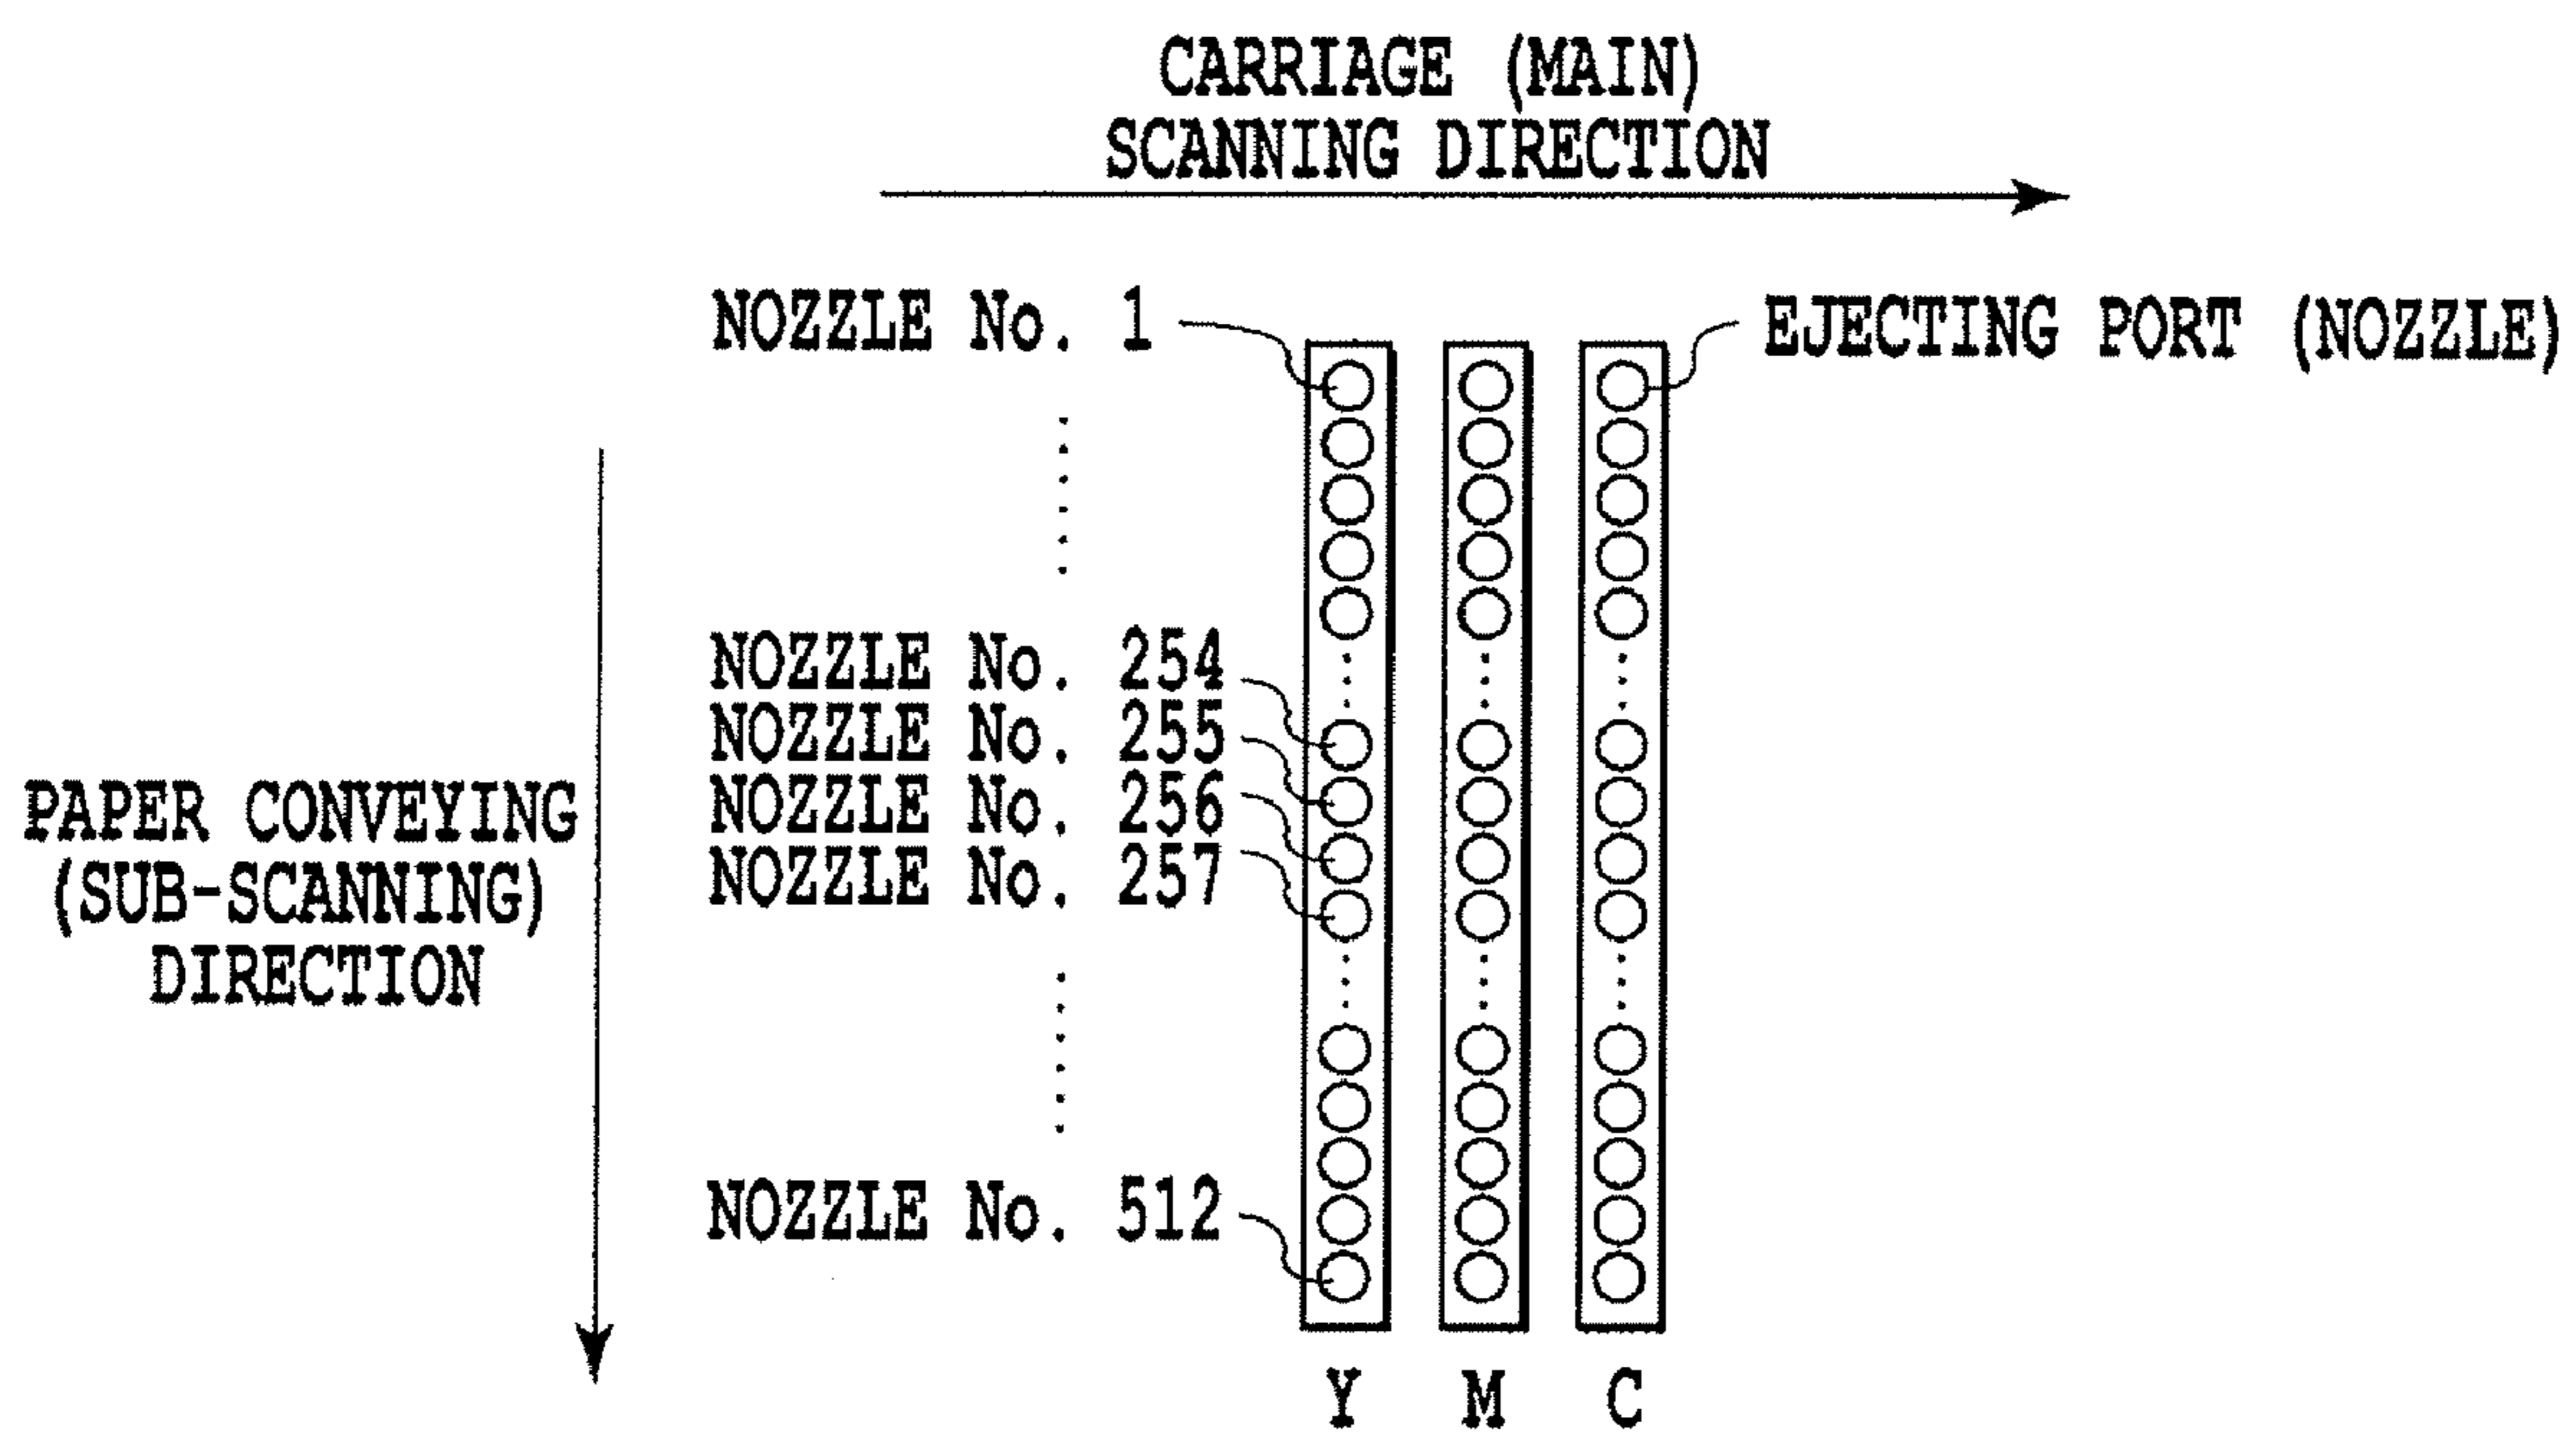 CARRIAGE (MAIN)
SCANNING DIRECTION
NOZZLE No. 1
EJECTING PORT (NOZZLE)
NOZZLE No. 254
NOZZLE No. 255
NOZZLE No. 256
NOZZLE No. 257
PAPER CONVEYING
(SUB-SCANNING)
DIRECTION
NOZZLE No. 512
Y M C